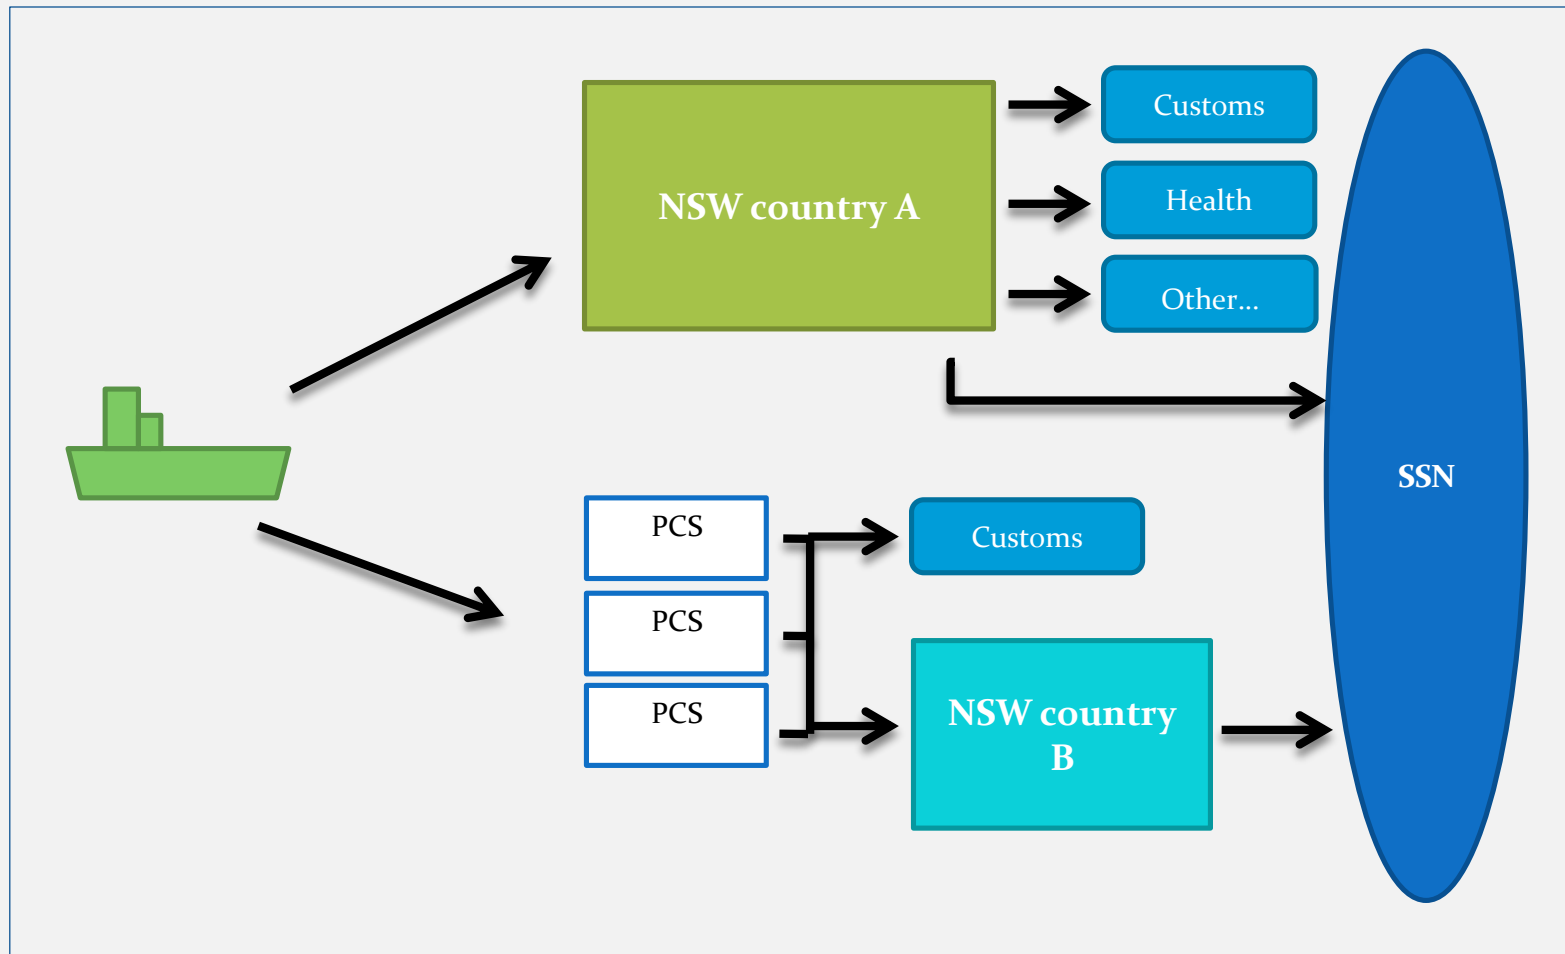 NSW country A
Customs
Health
Other...
SSN
PCS
PCS
PCS
Customs
NSW country
B